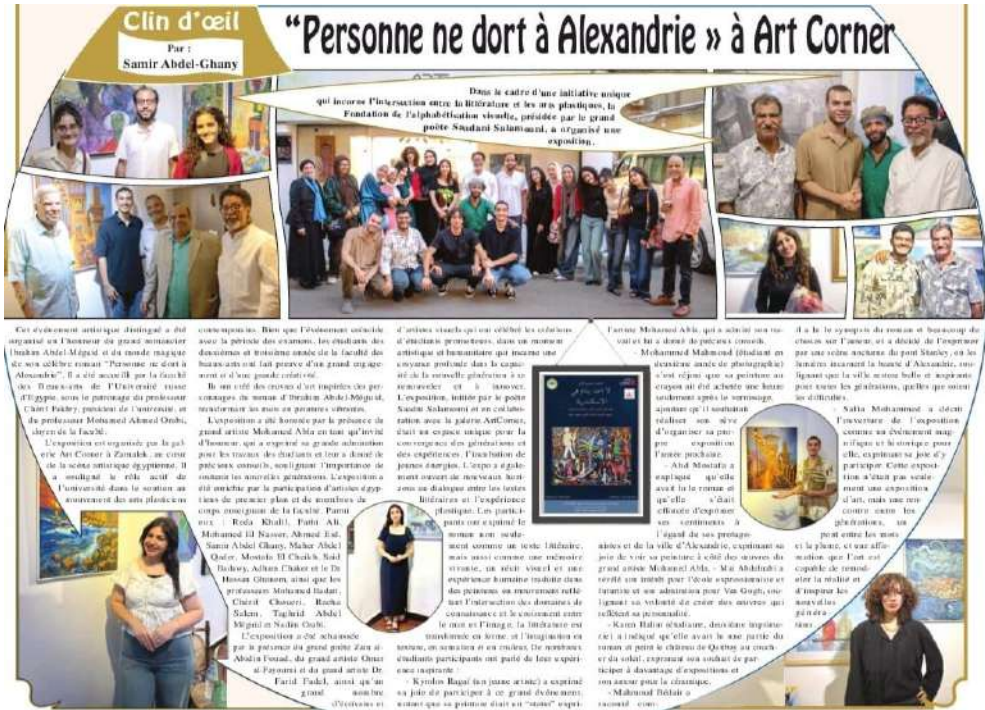 Clin d'œil
Par :
Samir Abdel-Ghany
"Personne ne dort à Alexandrie » à Art Corner
Dans le cadre d'une initiative unique
qui incarne l'intersection entre la littérature et les arts plastiques, la
Fondation de l'alphabétisation visuelle, présidée par le grand
poète Saadani Salamouni, a organisé une
exposition.
Cet événement artistique distingué a été
organisé en l'honneur du grand romancier
Ibrahim Abdel-Méguid et du monde magique
de son célèbre roman "Personne ne dort à
Alexandrie". Il a été accueilli par la faculté
des Beaux-arts de l'Université russe
d'Egypte, sous le patronage du professeur
Chérif Fakhry, président de l'université, et
du professeur Mohamed Ahmed Orabi,
doyen de la faculté.
L'exposition est organisée par la gal-
erie Art Corner à Zamalek, au cœur
de la scène artistique égyptienne. Il
a souligné le rôle actif de
l'université dans le soutien au
mouvement des arts plastiques
contemporains. Bien que l'événement coïncide
avec la période des examens, les étudiants des
deuxièmes et troisième année de la faculté des
beaux-arts ont fait preuve d'un grand engage-
ment et d'une grande créativité.
Ils ont créé des œuvres d'art inspirées des per-
sonnages du roman d'Ibrahim Abdel-Méguid,
transformant les mots en peintures vibrantes.
L'exposition a été honorée par la présence du
grand artiste Mohamed Abla en tant qu'invité
d'honneur, qui a exprimé sa grande admiration
pour les travaux des étudiants et leur a donné de
précieux conseils, soulignant l'importance de
soutenir les nouvelles générations. L'exposition a
été enrichie par la participation d'artistes égyp-
tiens de premier plan et de membres du
corps enseignant de la faculté. Parmi
eux : Reda Khalil, Fathi Ali,
Mohamed El Nasser, Ahmed Eid,
Samir Abdel Ghany, Maher Abdel
Qader, Mostafa El Cheikh, Said
Badawy, Adham Chaker et le Dr
Hassan Ghanem, ainsi que les
professeurs Mohamed Badatt,
Chérif Choueri, Racha
Salem, Taghrid Abdel
Méguid et Nadim Orabi.
L'exposition a été rehaussée
par la présence du grand poète Zain al-
Abidin Fouad, du grand artiste Omar
al-Fayoumi et du grand artiste Dr.
Farid Fadel, ainsi qu'un
grand nombre
d'écrivains et
d'artistes visuels qui ont célébré les créations
d'étudiants prometteurs, dans un moment
artistique et humanitaire qui incarne une
croyance profonde dans la capac-
ité de la nouvelle génération à se
renouveler et à innover.
L'exposition, initiée par le poète
Saadni Salamouni et en collabo-
ration avec la galerie ArtCorner,
était un espace unique pour la
convergence des générations et
des expériences, l'incubation de
jeunes énergies. L'expo a égale-
ment ouvert de nouveaux hori-
zons au dialogue entre les textes
littéraires et l'expérience
plastique. Les partici-
pants ont exprimé le
roman non seule-
ment comme un texte littéraire,
mais aussi comme une mémoire
vivante, un récit visuel et une
expérience humaine traduite dans
des peintures en mouvement reflé-
tant l'intersection des domaines de
connaissance et le croisement entre
le mot et l'image, la littérature est
transformée en forme, et l'imagination en
texture, en sensation et en couleur. De nombreux
étudiants participants ont parlé de leur expéri-
ence inspirante :
- Kyrolos Ragaf (un jeune artiste) a exprimé
sa joie de participer à ce grand événement,
notant que sa peinture était un "métro" expri-
l'artiste Mohamed Abla, qui a admiré son tra-
vail et lui a donné de précieux conseils.
- Mohammed Mahmoud (étudiant en
deuxième année de photographie)
s'est réjoui que sa peinture au
crayon ait été achetée une heure
seulement après le vernissage,
ajoutant qu'il souhaitait
réaliser son rêve
d'organiser sa pro-
pre exposition
l'année prochaine.
- Abd Mostafa a
expliqué qu'elle
avait lu le roman et
qu'elle s'était
efforcée d'exprimer
ses sentiments à
l'égard de ses protago-
nistes et de la ville d'Alexandrie, exprimant sa
joie de voir sa peinture à côté des œuvres du
grand artiste Mohamed Abla.
révélé son intérêt pour l'école expressionniste et
futuriste et son admiration pour Van Gogh, sou-
lignant sa volonté de créer des œuvres qui
reflètent sa personnalité.
- Karen Halim (étudiante, deuxième
a indiqué qu'elle avait lu une partie du
roman et peint le château de Qaitbay au couch-
er du soleil, exprimant son souhait de par-
ticiper à davantage d'expositions et
son amour pour la céramique.
- Mahmoud Béhair a
raconté com-
il a lu le synopsis du roman et beaucoup de
choses sur l'auteur, et a décidé de l'exprimer
par une scène nocturne du pont Stanley, où les
lumières incarnent la beauté d'Alexandrie, sou-
lignant que la ville restera belle et inspirante
pour toutes les générations, quelles que soient
les difficultés.
- Salia Mohammed a décrit
l'ouverture de l'exposition
comme un événement mag-
nifique et historique pour
elle, exprimant sa joie d'y
participer. Cette exposi-
tion n'était pas seule-
ment une exposition
d'art, mais une ren-
contre entre les
générations, un
pont entre les mots
et la plume, et une affir-
mation que l'art est
capable de remod-
eler la réalité et
d'inspirer les
nouvelles
généra-
tions.